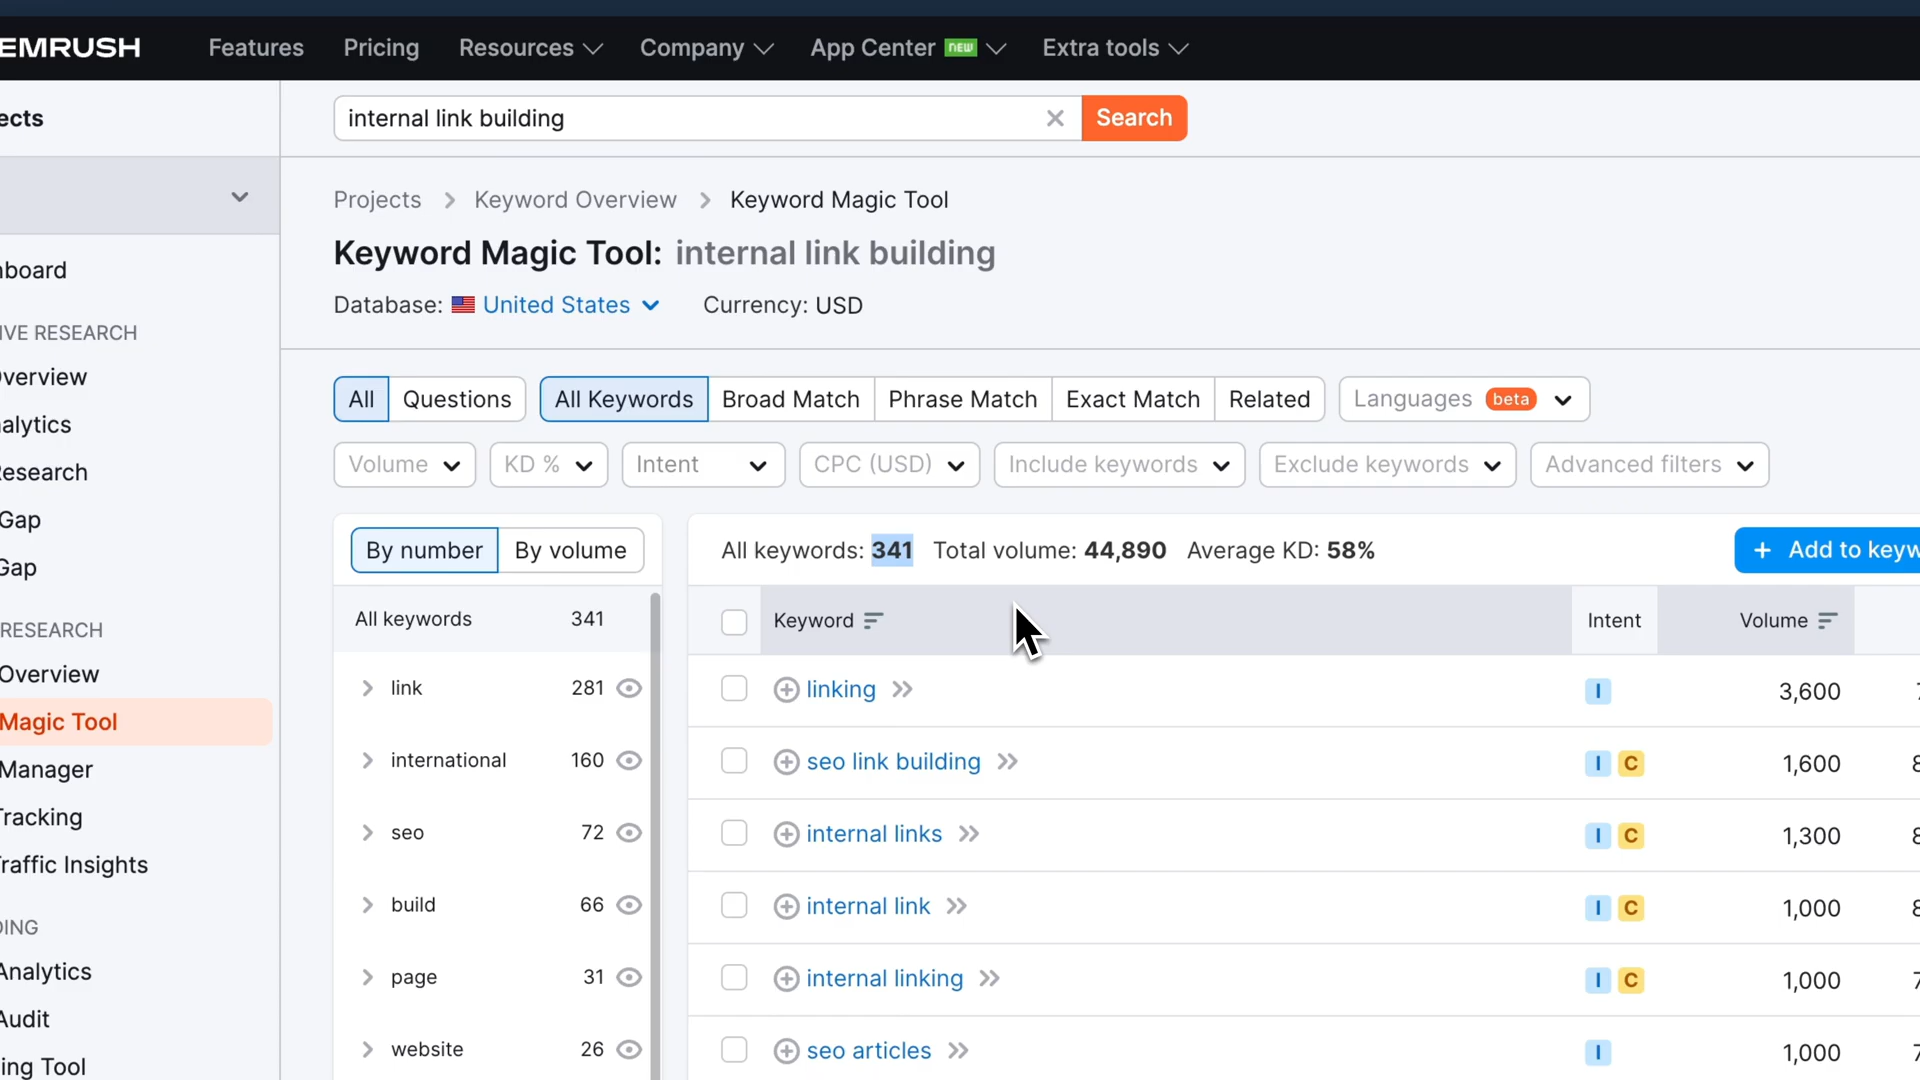 EMRUSH Features Pricing Resources Company App Center NEW Extra tools
ects
internal link building Search
Projects Keyword Overview Keyword Magic Tool
Keyword Magic Tool: internal link building
Database: United States Currency: USD
board
IVE RESEARCH
verview
alytics
esearch
Gap
Gap
RESEARCH
Overview
Magic Tool
Manager
racking
raffic Insights
ING
Analytics
Audit
ing Tool
All Questions All Keywords Broad Match Phrase Match Exact Match Related Languages beta
Volume KD % Intent CPC (USD) Include keywords Exclude keywords Advanced filters
By number By volume
All keywords 341
link 281
international 160
seo 72
build 66
page 31
website 26
All keywords: 341 Total volume: 44,890 Average KD: 58% + Add to keyw
Keyword Intent Volume
linking I 3,600
seo link building I C 1,600
internal links I C 1,300
internal link I C 1,000
internal linking I C 1,000
seo articles I 1,000